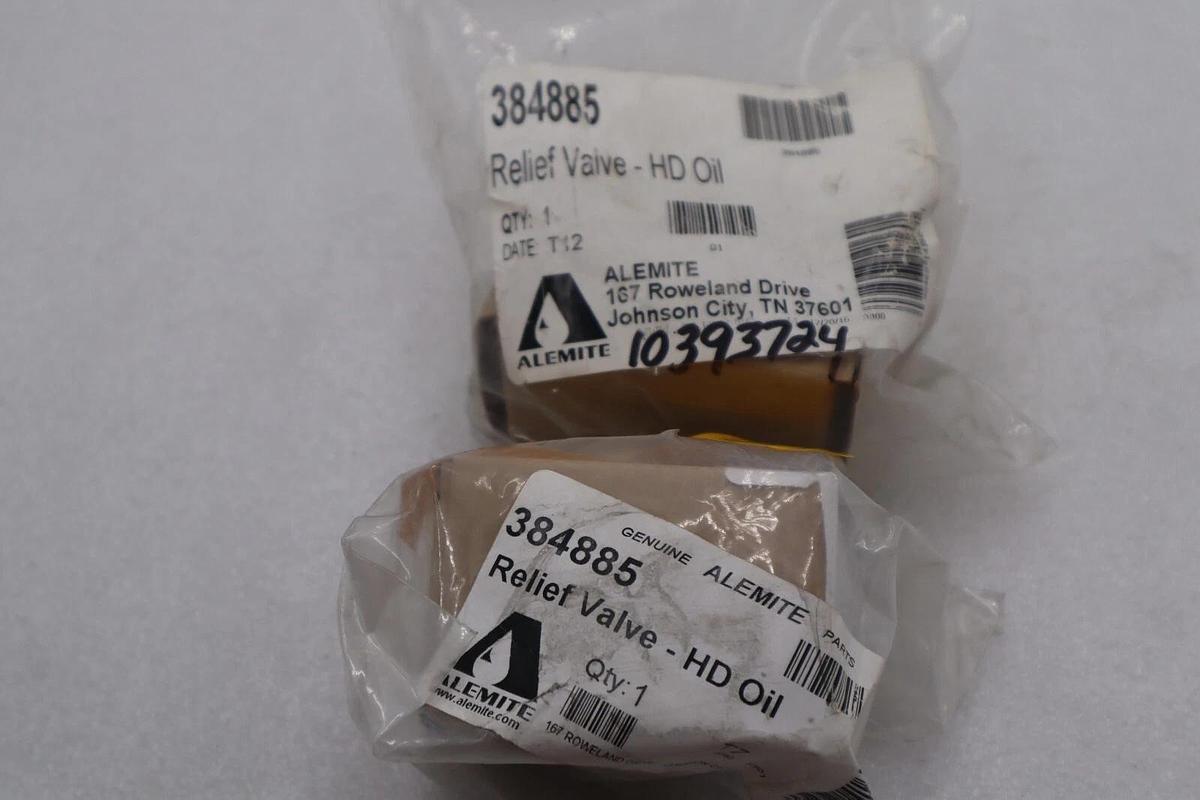 384885
Relief Valve - HD Oil
QTY: 1
DATE: T12
01
ALEMITE
167 Roweland Drive
Johnson City, TN 37601
ALEMITE
10393724
384885
GENUINE ALEMITE PARTS
Relief Valve - HD Oil
Qty: 1
ALEMITE
www.alemite.com
167 ROWELAND